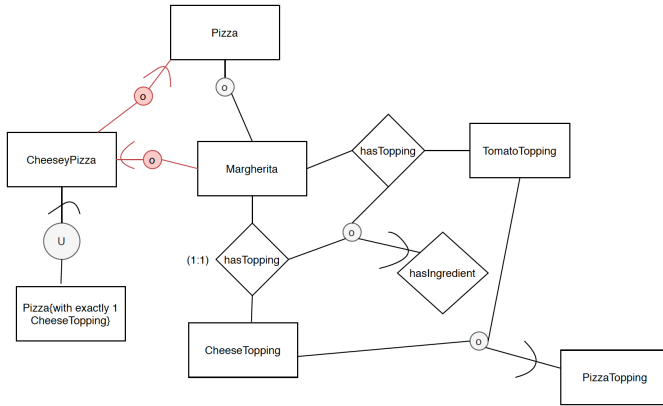 Pizza
o
o
CheeseyPizza
o
Margherita
hasTopping
TomatoTopping
U
(1:1)
hasTopping
o
hasIngredient
Pizza{with exactly 1
CheeseTopping}
CheeseTopping
o
PizzaTopping